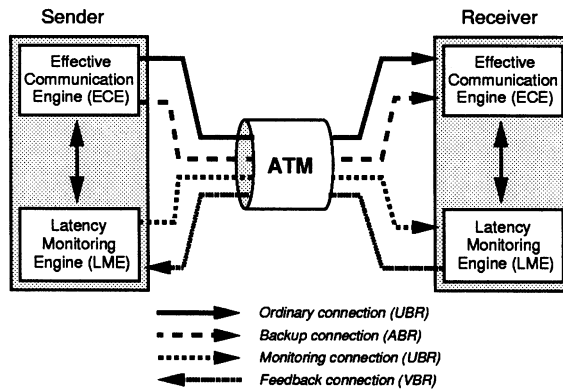 Sender
Receiver
Effective
Communication
Engine (ECE)
Effective
Communication
Engine (ECE)
ATM
Latency
Monitoring
Engine (LME)
Latency
Monitoring
Engine (LME)
Ordinary connection (UBR)
Backup connection (ABR)
Monitoring connection (UBR)
Feedback connection (VBR)